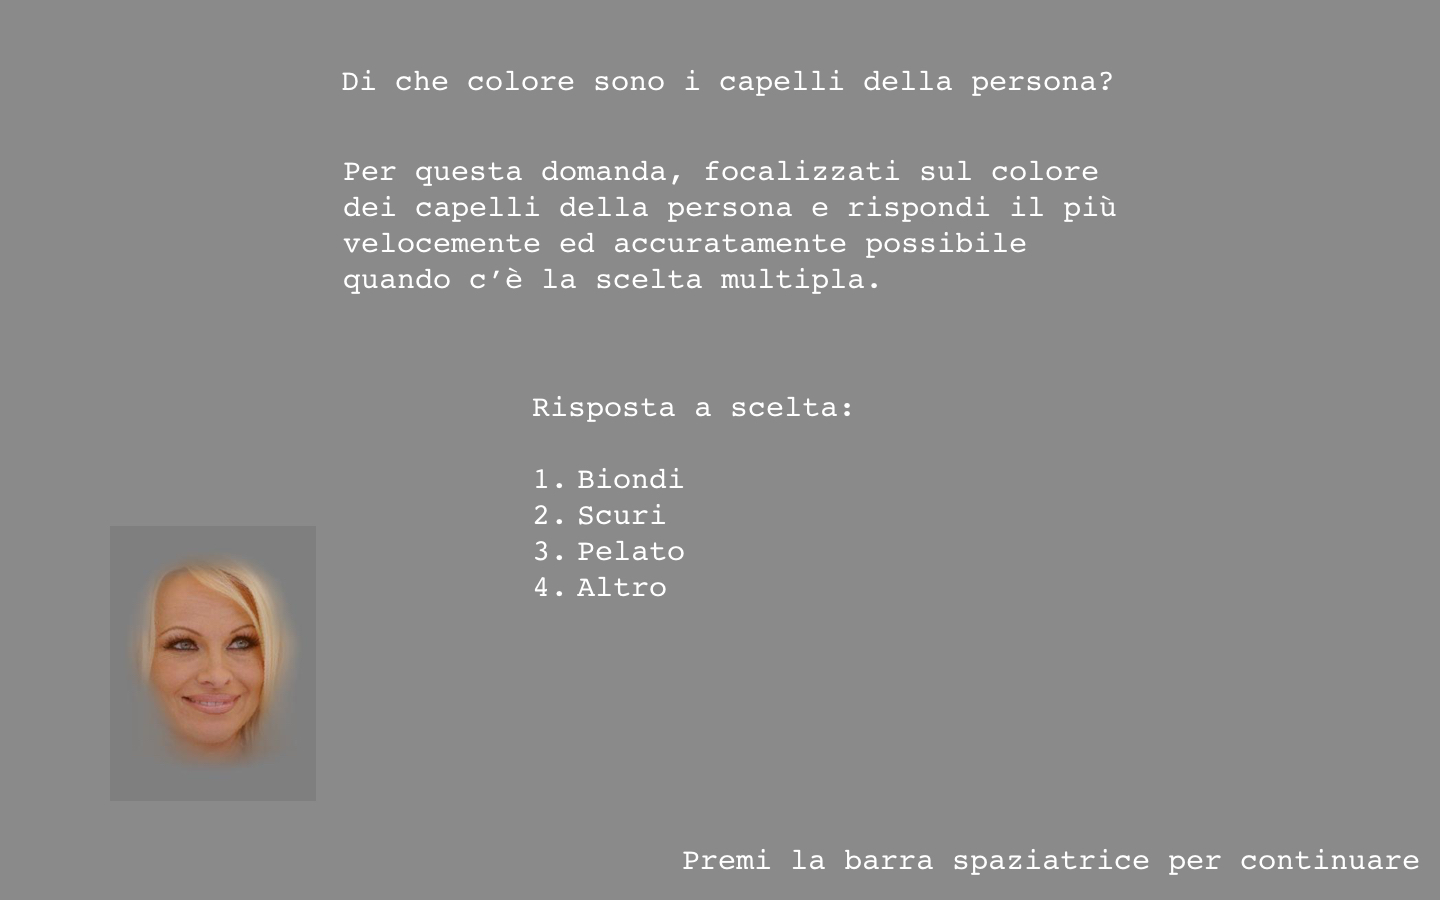 Di che colore sono i capelli della persona?
Per questa domanda, focalizzati sul colore
dei capelli della persona e rispondi il più
velocemente ed accuratamente possibile
quando c’è la scelta multipla.
Risposta a scelta:
1. Biondi
2. Scuri
3. Pelato
4. Altro
Premi la barra spaziatrice per continuare